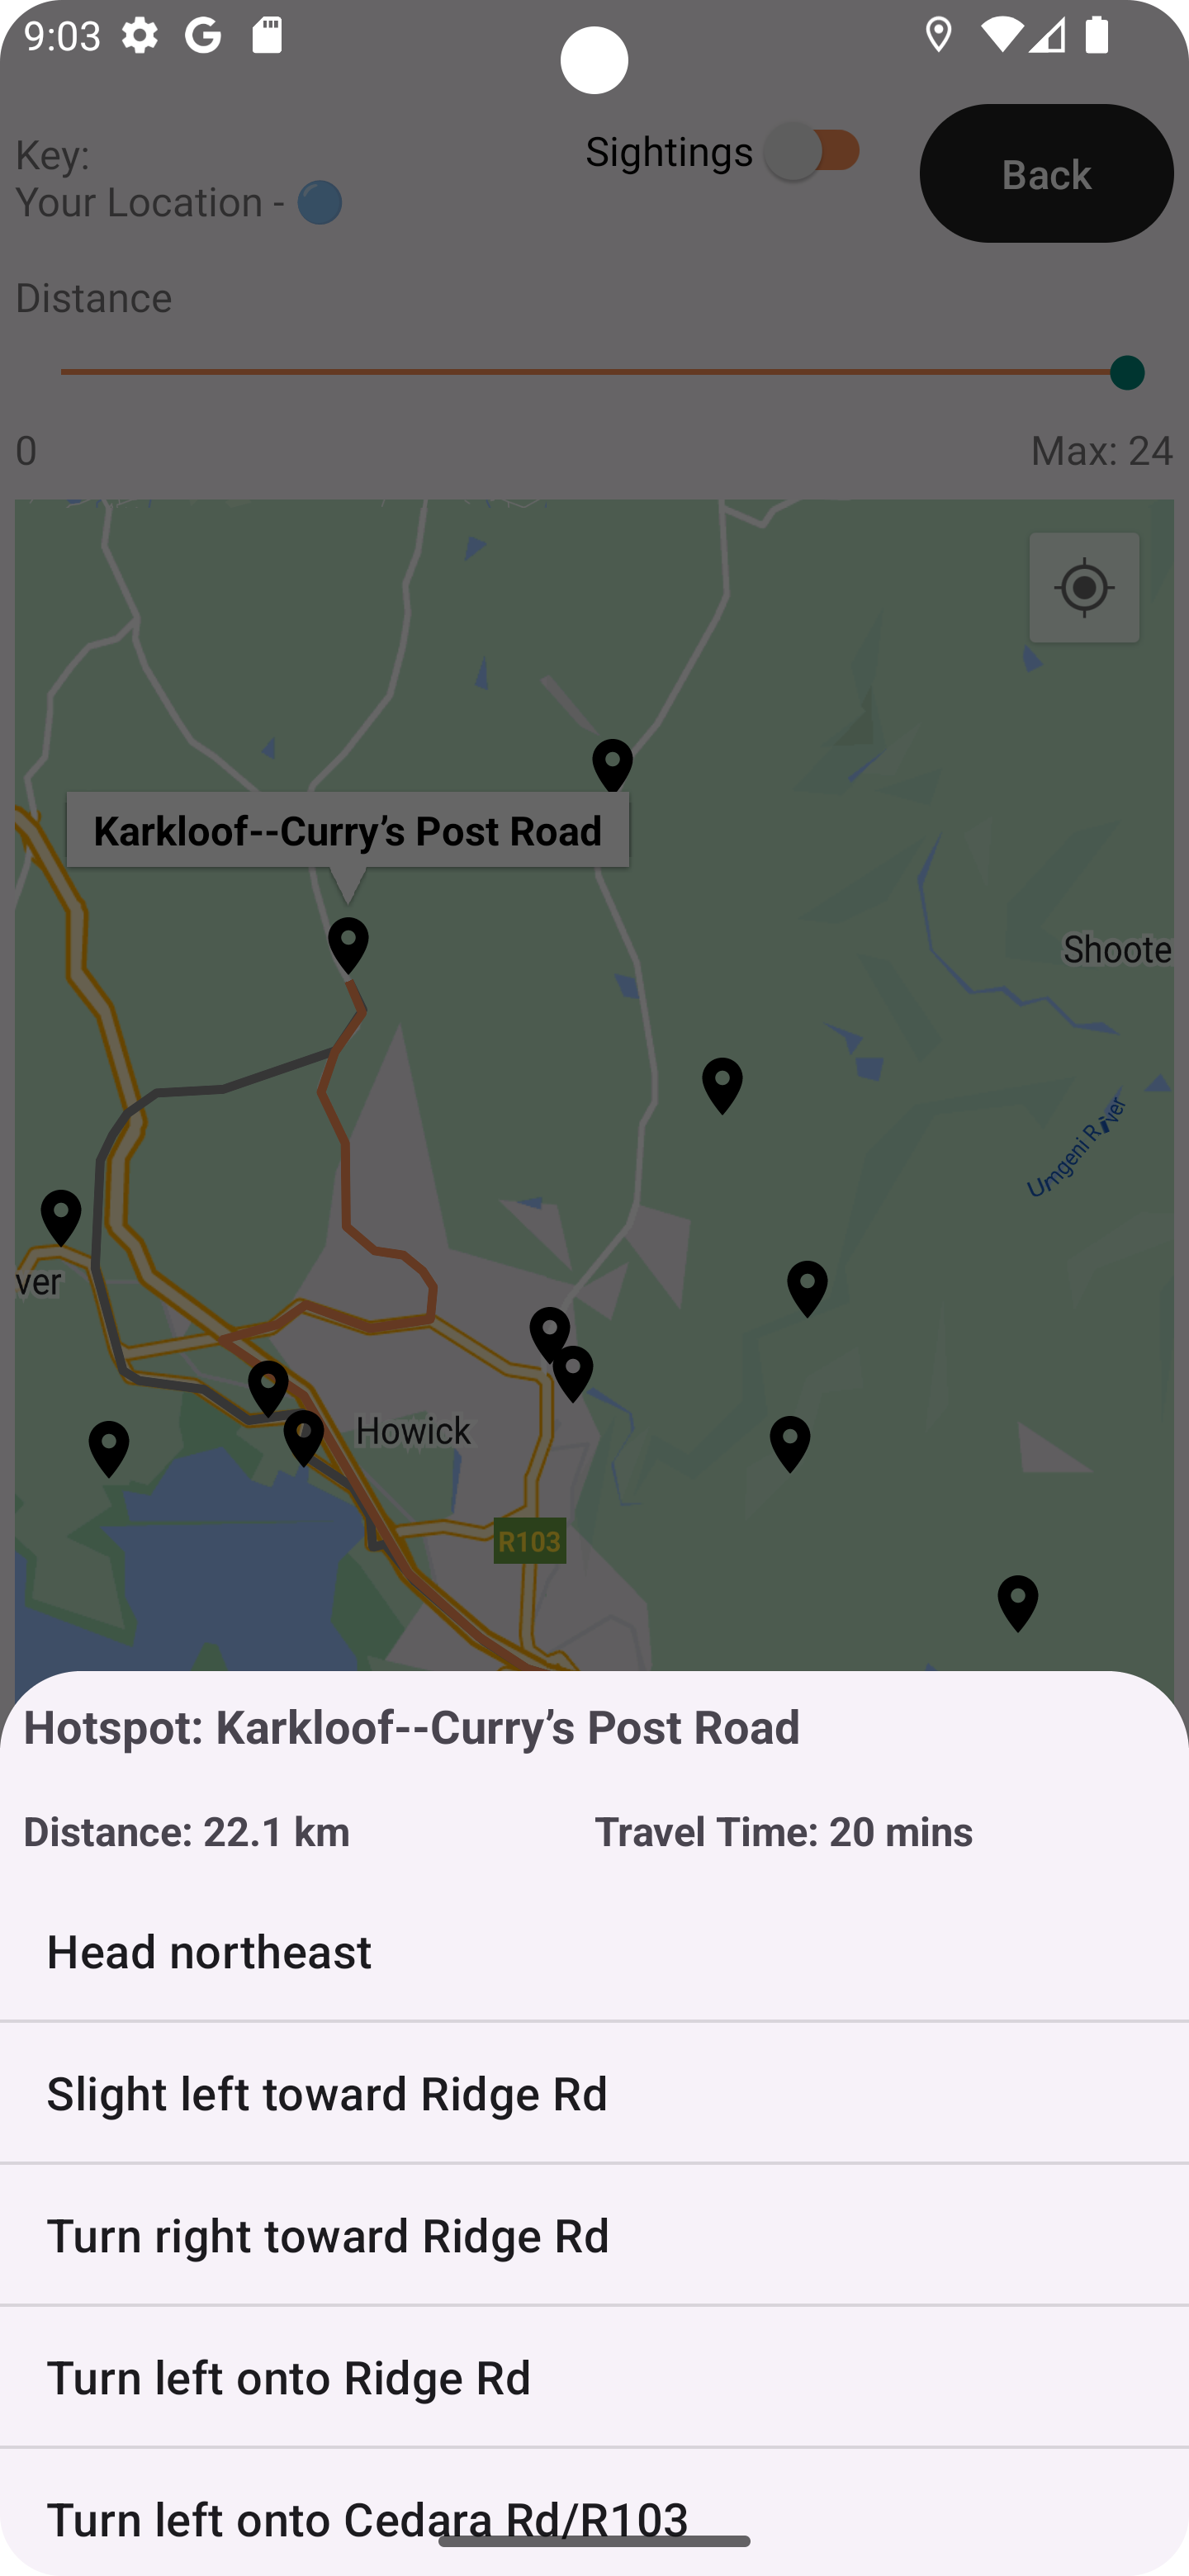 9:03
Key:
Your Location - 
Sightings
Back
Distance
0
Max: 24
Karkloof--Curry’s Post Road
Shoote
Umgeni River
ver
Howick
R103
Hotspot: Karkloof--Curry’s Post Road
Distance: 22.1 km
Travel Time: 20 mins
Head northeast
Slight left toward Ridge Rd
Turn right toward Ridge Rd
Turn left onto Ridge Rd
Turn left onto Cedara Rd/R103